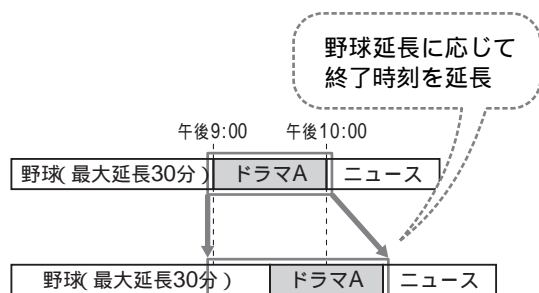 野球延長に応じて
終了時刻を延長
午後9:00 午後10:00
野球(最大延長30分) ドラマA ニュース
野球(最大延長30分) ドラマA ニュース